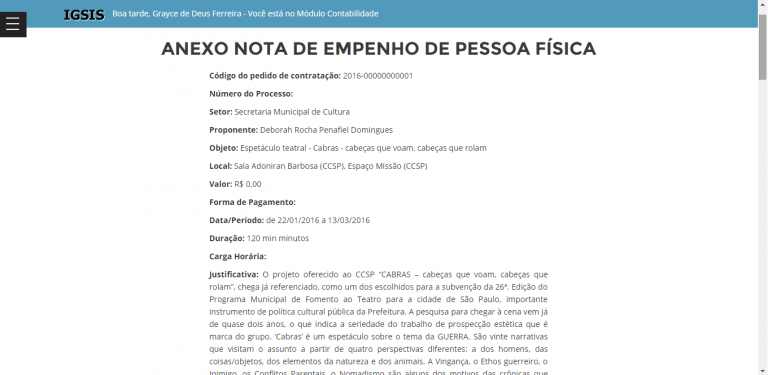 IGSIS Boa tarde, Grayce de Deus Ferreira - Você está no Módulo Contabilidade
ANEXO NOTA DE EMPENHO DE PESSOA FÍSICA
Código do pedido de contratação: 2016-00000000001
Número do Processo:
Setor: Secretaria Municipal de Cultura
Proponente: Deborah Rocha Penafiel Domingues
Objeto: Espetáculo teatral - Cabras - cabeças que voam, cabeças que rolam
Local: Sala Adoniran Barbosa (CCSP), Espaço Missão (CCSP)
Valor: R$ 0,00
Forma de Pagamento:
Data/Período: de 22/01/2016 a 13/03/2016
Duração: 120 min minutos
Carga Horária:
Justificativa: O projeto oferecido ao CCSP “CABRAS – cabeças que voam, cabeças que
rolam”, chega já referenciado, como um dos escolhidos para a subvenção da 26ª. Edição do
Programa Municipal de Fomento ao Teatro para a cidade de São Paulo, importante
instrumento de política cultural pública da Prefeitura. A pesquisa para chegar à cena vem já
de quase dois anos, o que indica a seriedade do trabalho de prospecção estética que é
marca do grupo. ‘Cabras’ é um espetáculo sobre o tema da GUERRA. São vinte narrativas
que visitam o assunto a partir de quatro perspectivas diferentes: a dos homens, das
coisas/objetos, dos elementos da natureza e dos animais. A Vingança, o Ethos guerreiro, o
Inimigo, os Conflitos Parentais, o Nomadismo são alguns dos motivos das crônicas que